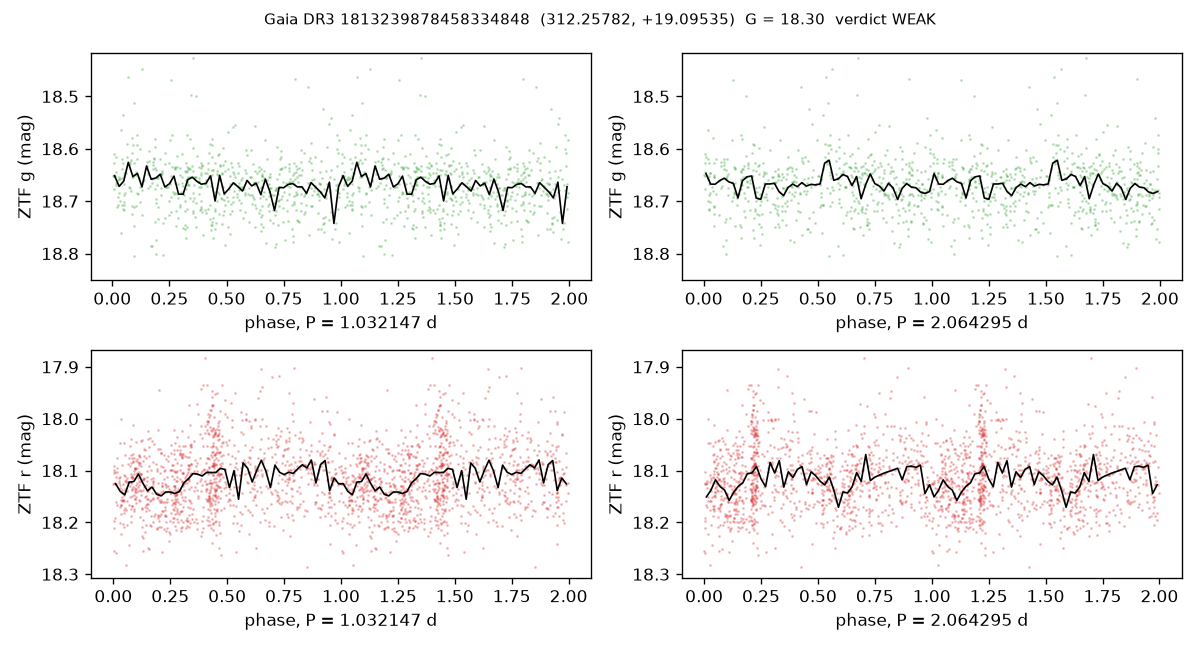 Gaia DR3 1813239878458334848  (312.25782, +19.09535)  G = 18.30  verdict WEAK
ZTF g (mag)
18.5
18.6
18.7
18.8
0.00 0.25 0.50 0.75 1.00 1.25 1.50 1.75 2.00
phase, P = 1.032147 d
ZTF g (mag)
18.5
18.6
18.7
18.8
0.00 0.25 0.50 0.75 1.00 1.25 1.50 1.75 2.00
phase, P = 2.064295 d
ZTF r (mag)
17.9
18.0
18.1
18.2
18.3
0.00 0.25 0.50 0.75 1.00 1.25 1.50 1.75 2.00
phase, P = 1.032147 d
ZTF r (mag)
17.9
18.0
18.1
18.2
18.3
0.00 0.25 0.50 0.75 1.00 1.25 1.50 1.75 2.00
phase, P = 2.064295 d